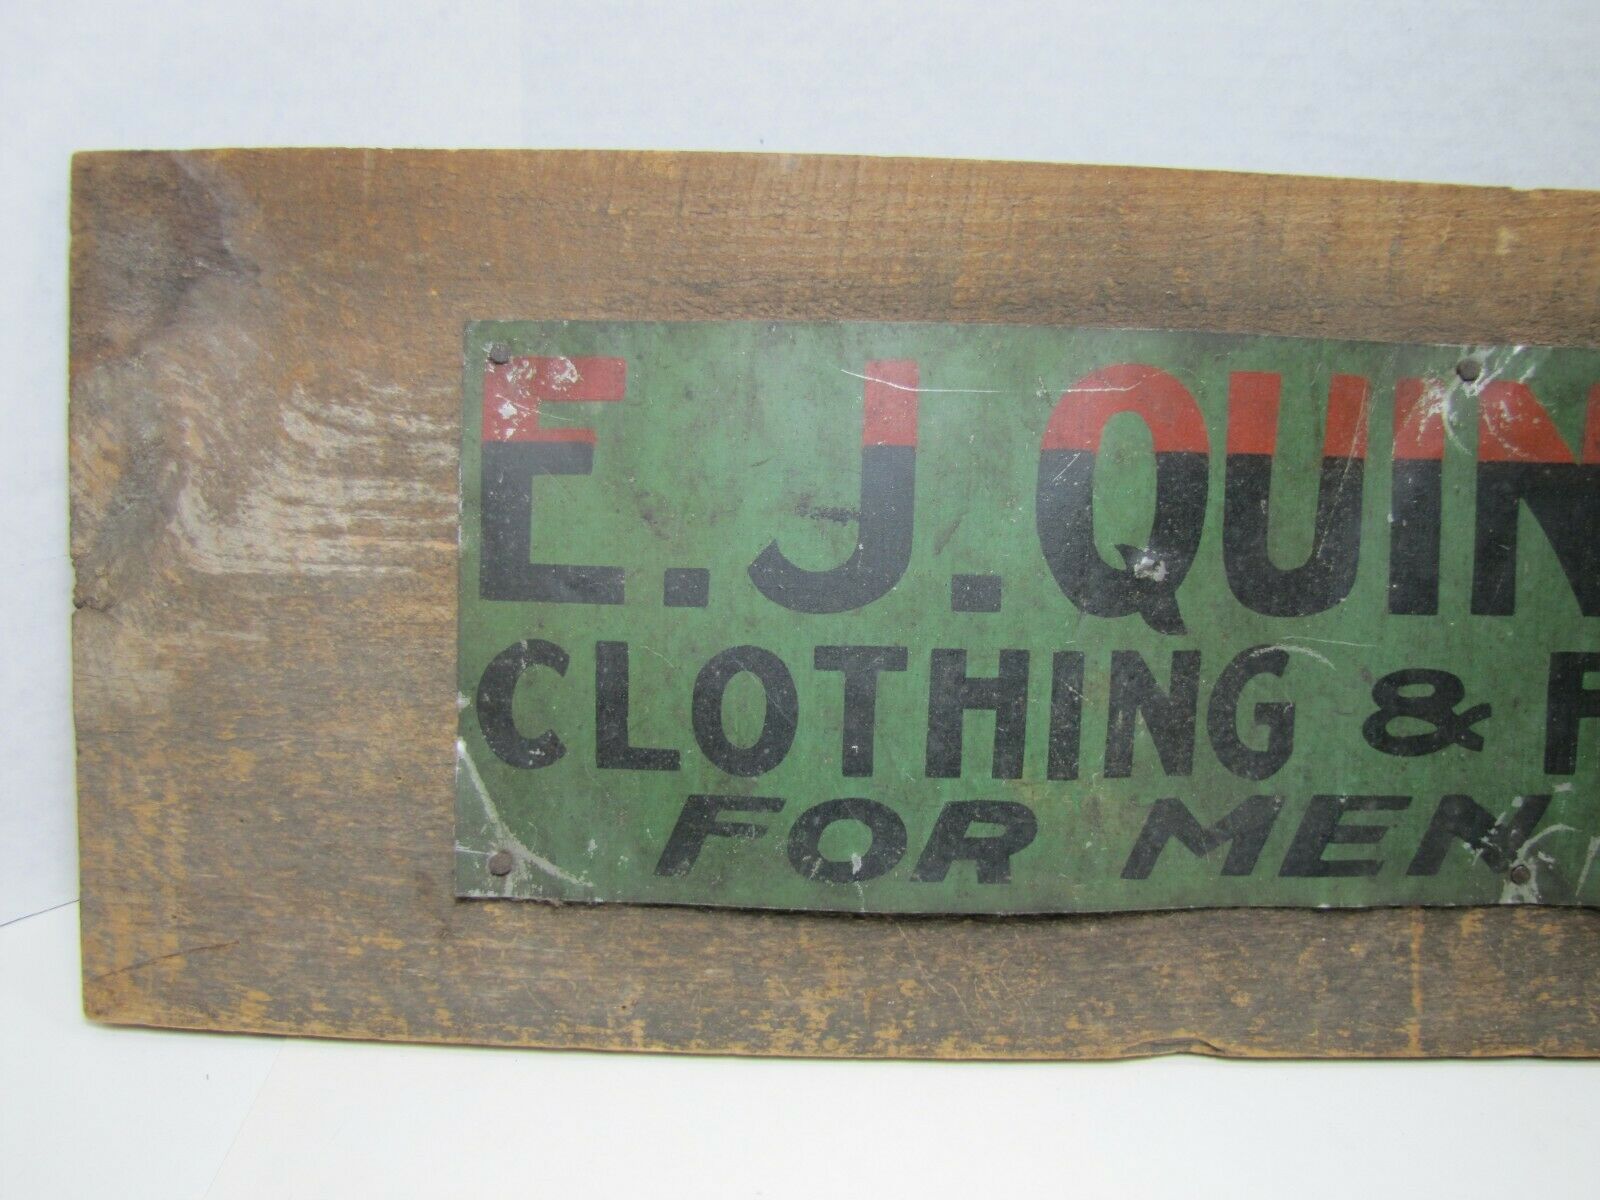 E.J. QUIN
CLOTHING &
FOR MEN